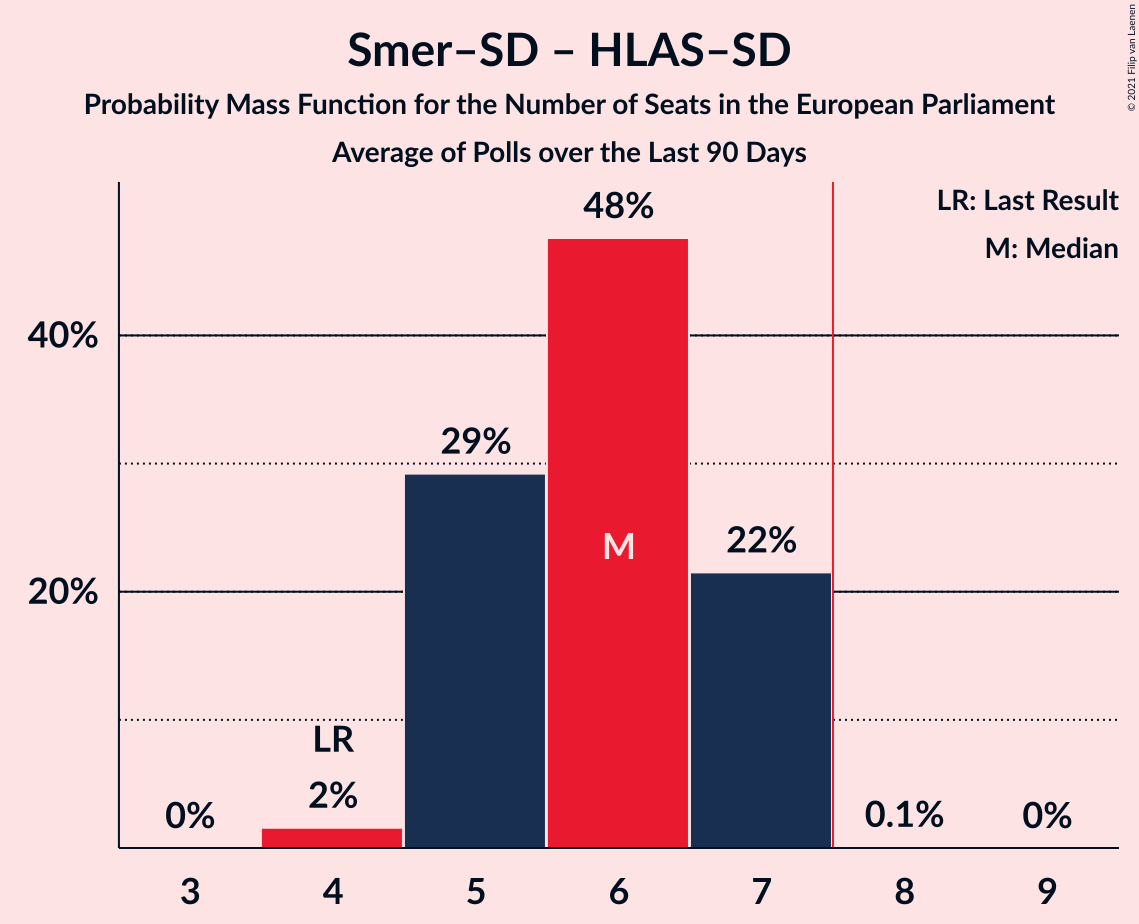 Smer–SD – HLAS–SD
Probability Mass Function for the Number of Seats in the European Parliament
Average of Polls over the Last 90 Days
© 2021 Filip van Laenen
LR: Last Result
M: Median
48%
40%
29%
M
22%
20%
LR
2%
0%
0.1%
0%
3 4 5 6 7 8 9